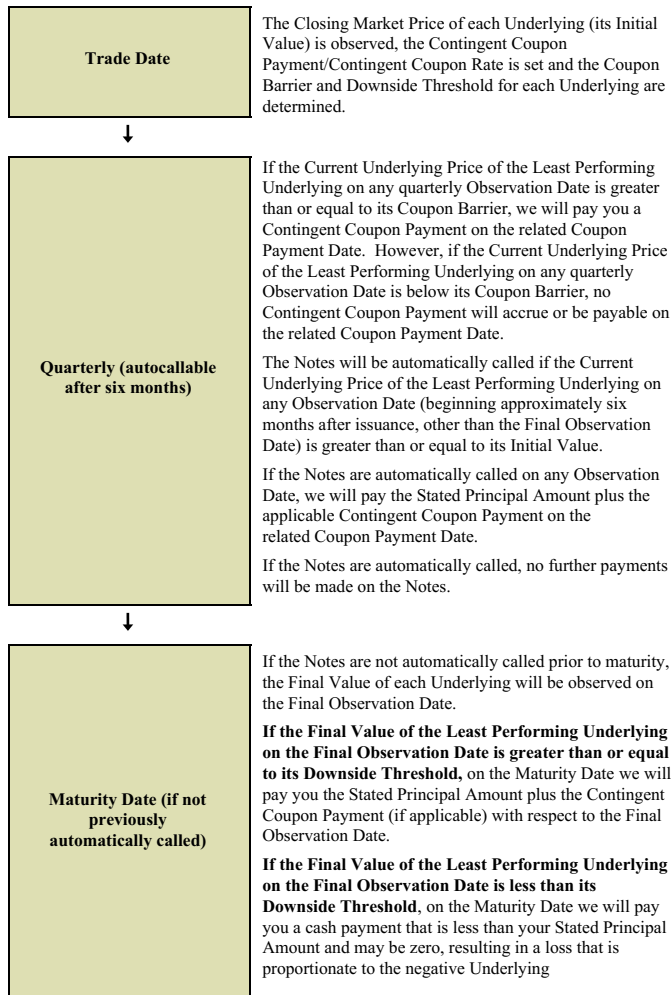 Trade Date
The Closing Market Price of each Underlying (its Initial
Value) is observed, the Contingent Coupon
Payment/Contingent Coupon Rate is set and the Coupon
Barrier and Downside Threshold for each Underlying are
determined.
Quarterly (autocallable
after six months)
If the Current Underlying Price of the Least Performing
Underlying on any quarterly Observation Date is greater
than or equal to its Coupon Barrier, we will pay you a
Contingent Coupon Payment on the related Coupon
Payment Date. However, if the Current Underlying Price
of the Least Performing Underlying on any quarterly
Observation Date is below its Coupon Barrier, no
Contingent Coupon Payment will accrue or be payable on
the related Coupon Payment Date.
The Notes will be automatically called if the Current
Underlying Price of the Least Performing Underlying on
any Observation Date (beginning approximately six
months after issuance, other than the Final Observation
Date) is greater than or equal to its Initial Value.
If the Notes are automatically called on any Observation
Date, we will pay the Stated Principal Amount plus the
applicable Contingent Coupon Payment on the
related Coupon Payment Date.
If the Notes are automatically called, no further payments
will be made on the Notes.
Maturity Date (if not
previously
automatically called)
If the Notes are not automatically called prior to maturity,
the Final Value of each Underlying will be observed on
the Final Observation Date.
If the Final Value of the Least Performing Underlying
on the Final Observation Date is greater than or equal
to its Downside Threshold, on the Maturity Date we will
pay you the Stated Principal Amount plus the Contingent
Coupon Payment (if applicable) with respect to the Final
Observation Date.
If the Final Value of the Least Performing Underlying
on the Final Observation Date is less than its
Downside Threshold, on the Maturity Date we will pay
you a cash payment that is less than your Stated Principal
Amount and may be zero, resulting in a loss that is
proportionate to the negative Underlying